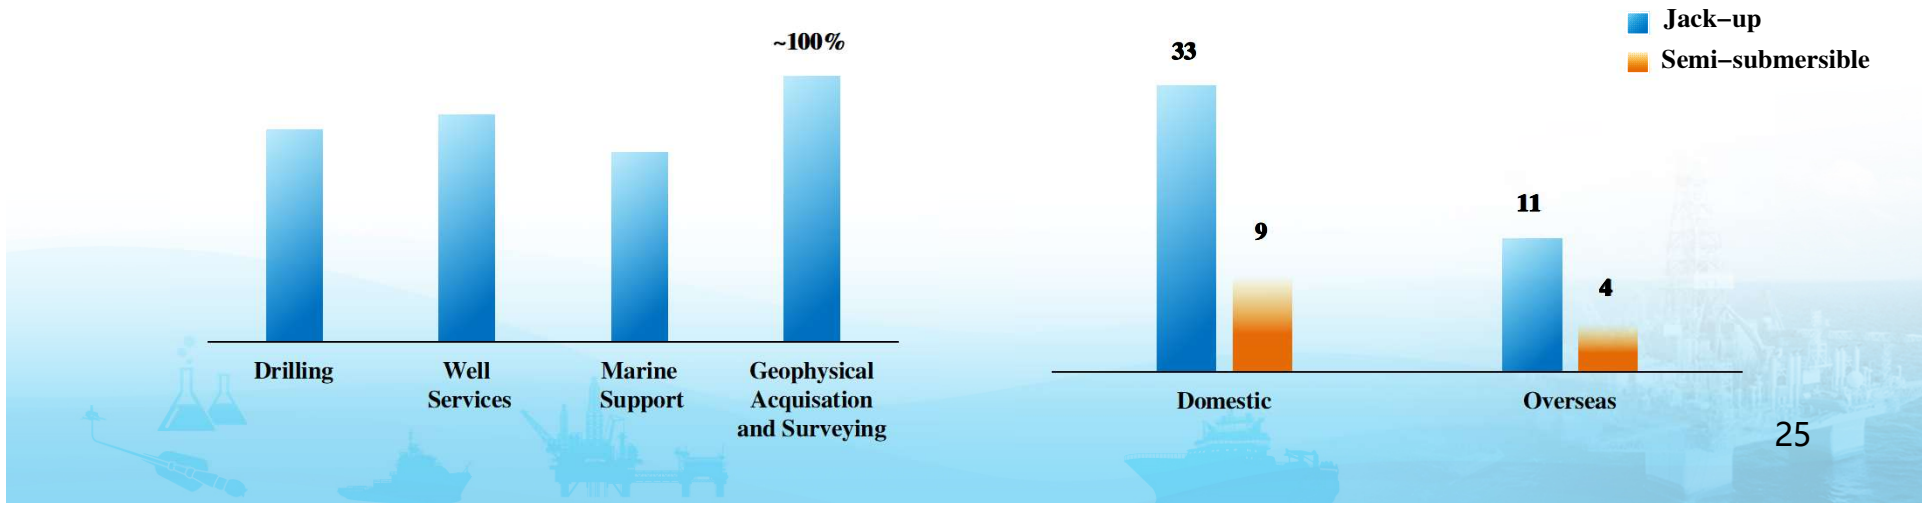 ~100%
Drilling
Well
Services
Marine
Support
Geophysical
Acquisation
and Surveying
Jack-up
Semi-submersible
33
9
11
4
Domestic
Overseas
25